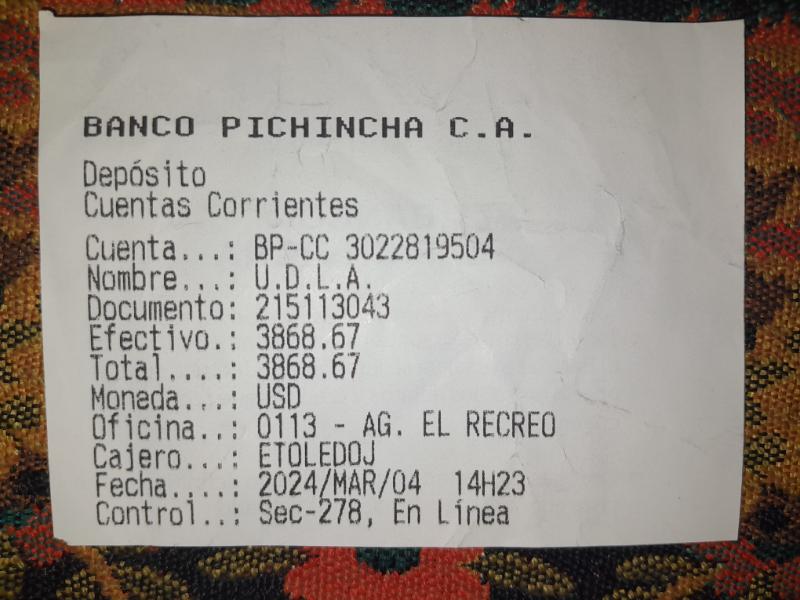 BANCO PICHINCHA C.A.
Depósito
Cuentas Corrientes
Cuenta...: BP-CC 3022819504
Nombre...: U.D.L.A.
Documento: 215113043
Efectivo.: 3868.67
Total....: 3868.67
Moneda...: USD
Oficina..: 0113 - AG. EL RECREO
Cajero...: ETOLEDOJ
Fecha....: 2024/MAR/04 14H23
Control..: Sec-278, En Línea